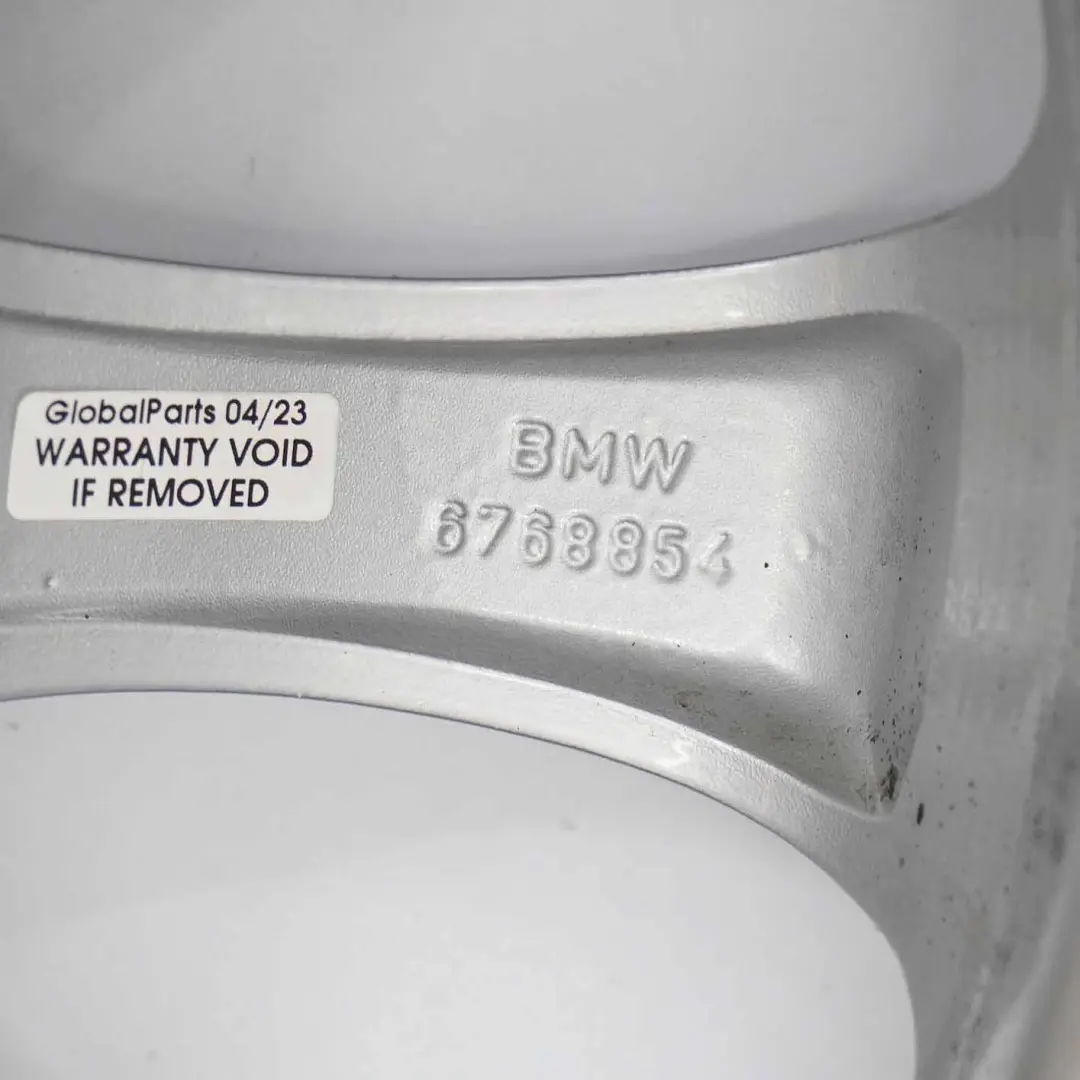 GlobalParts 04/23
WARRANTY VOID
IF REMOVED
BMW
6768854